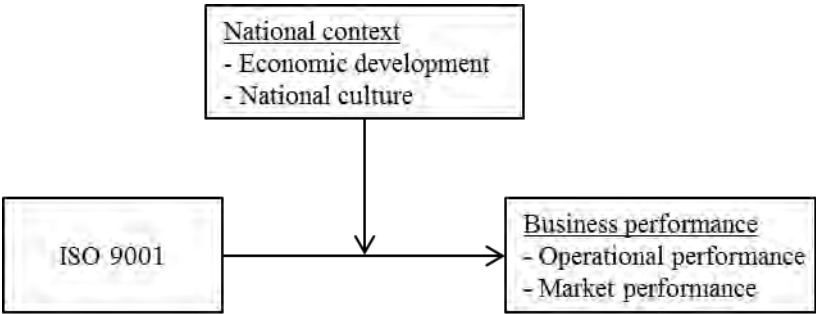 National context
- Economic development
- National culture
ISO 9001
Business performance
- Operational performance
- Market performance